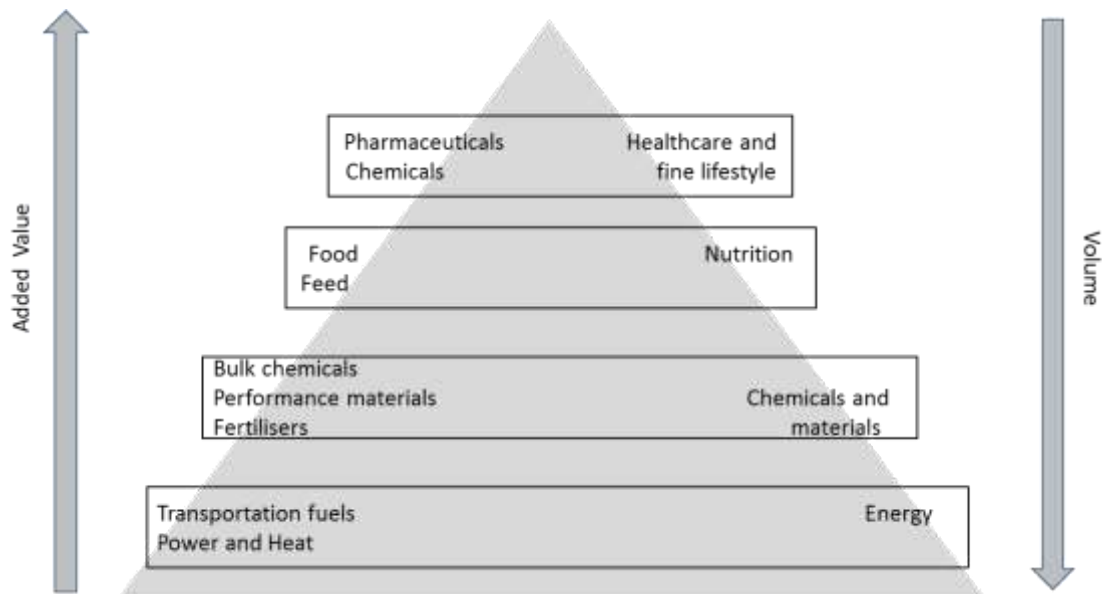 Added Value
Pharmaceuticals
Chemicals
Healthcare and
fine lifestyle
Food
Feed
Nutrition
Bulk chemicals
Performance materials
Fertilisers
Chemicals and
materials
Transportation fuels
Power and Heat
Energy
Volume